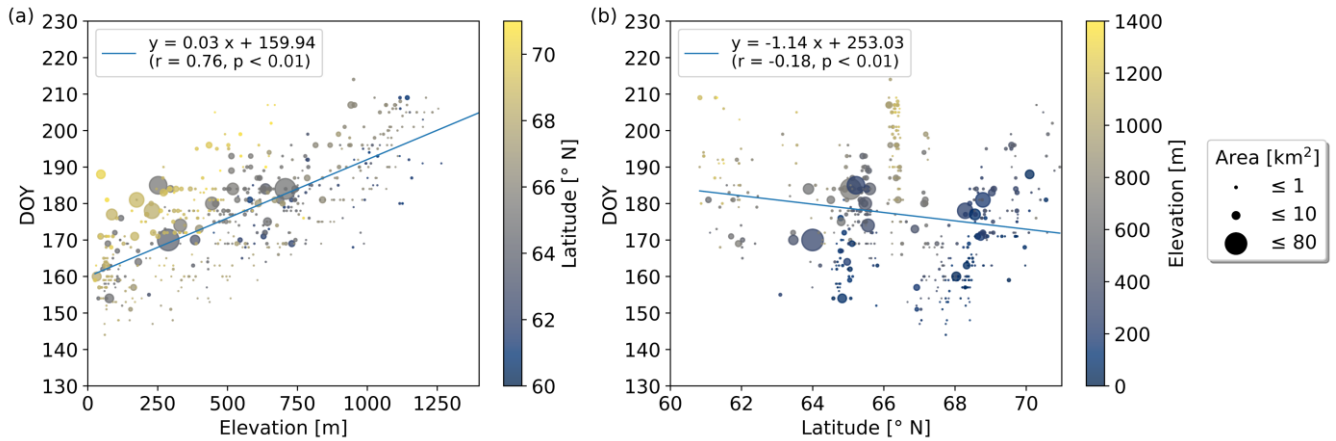 (a)
230
220
210
200
190
180
170
160
150
140
130
DOY
y = 0.03 x + 159.94
(r = 0.76, p < 0.01)
0 250 500 750 1000 1250
Elevation [m]
70
68
66
64
62
60
Latitude [° N]
(b)
230
220
210
200
190
180
170
160
150
140
130
DOY
y = -1.14 x + 253.03
(r = -0.18, p < 0.01)
60 62 64 66 68 70
Latitude [° N]
1400
1200
1000
800
600
400
200
0
Elevation [m]
Area [km²]
≤ 1
≤ 10
≤ 80